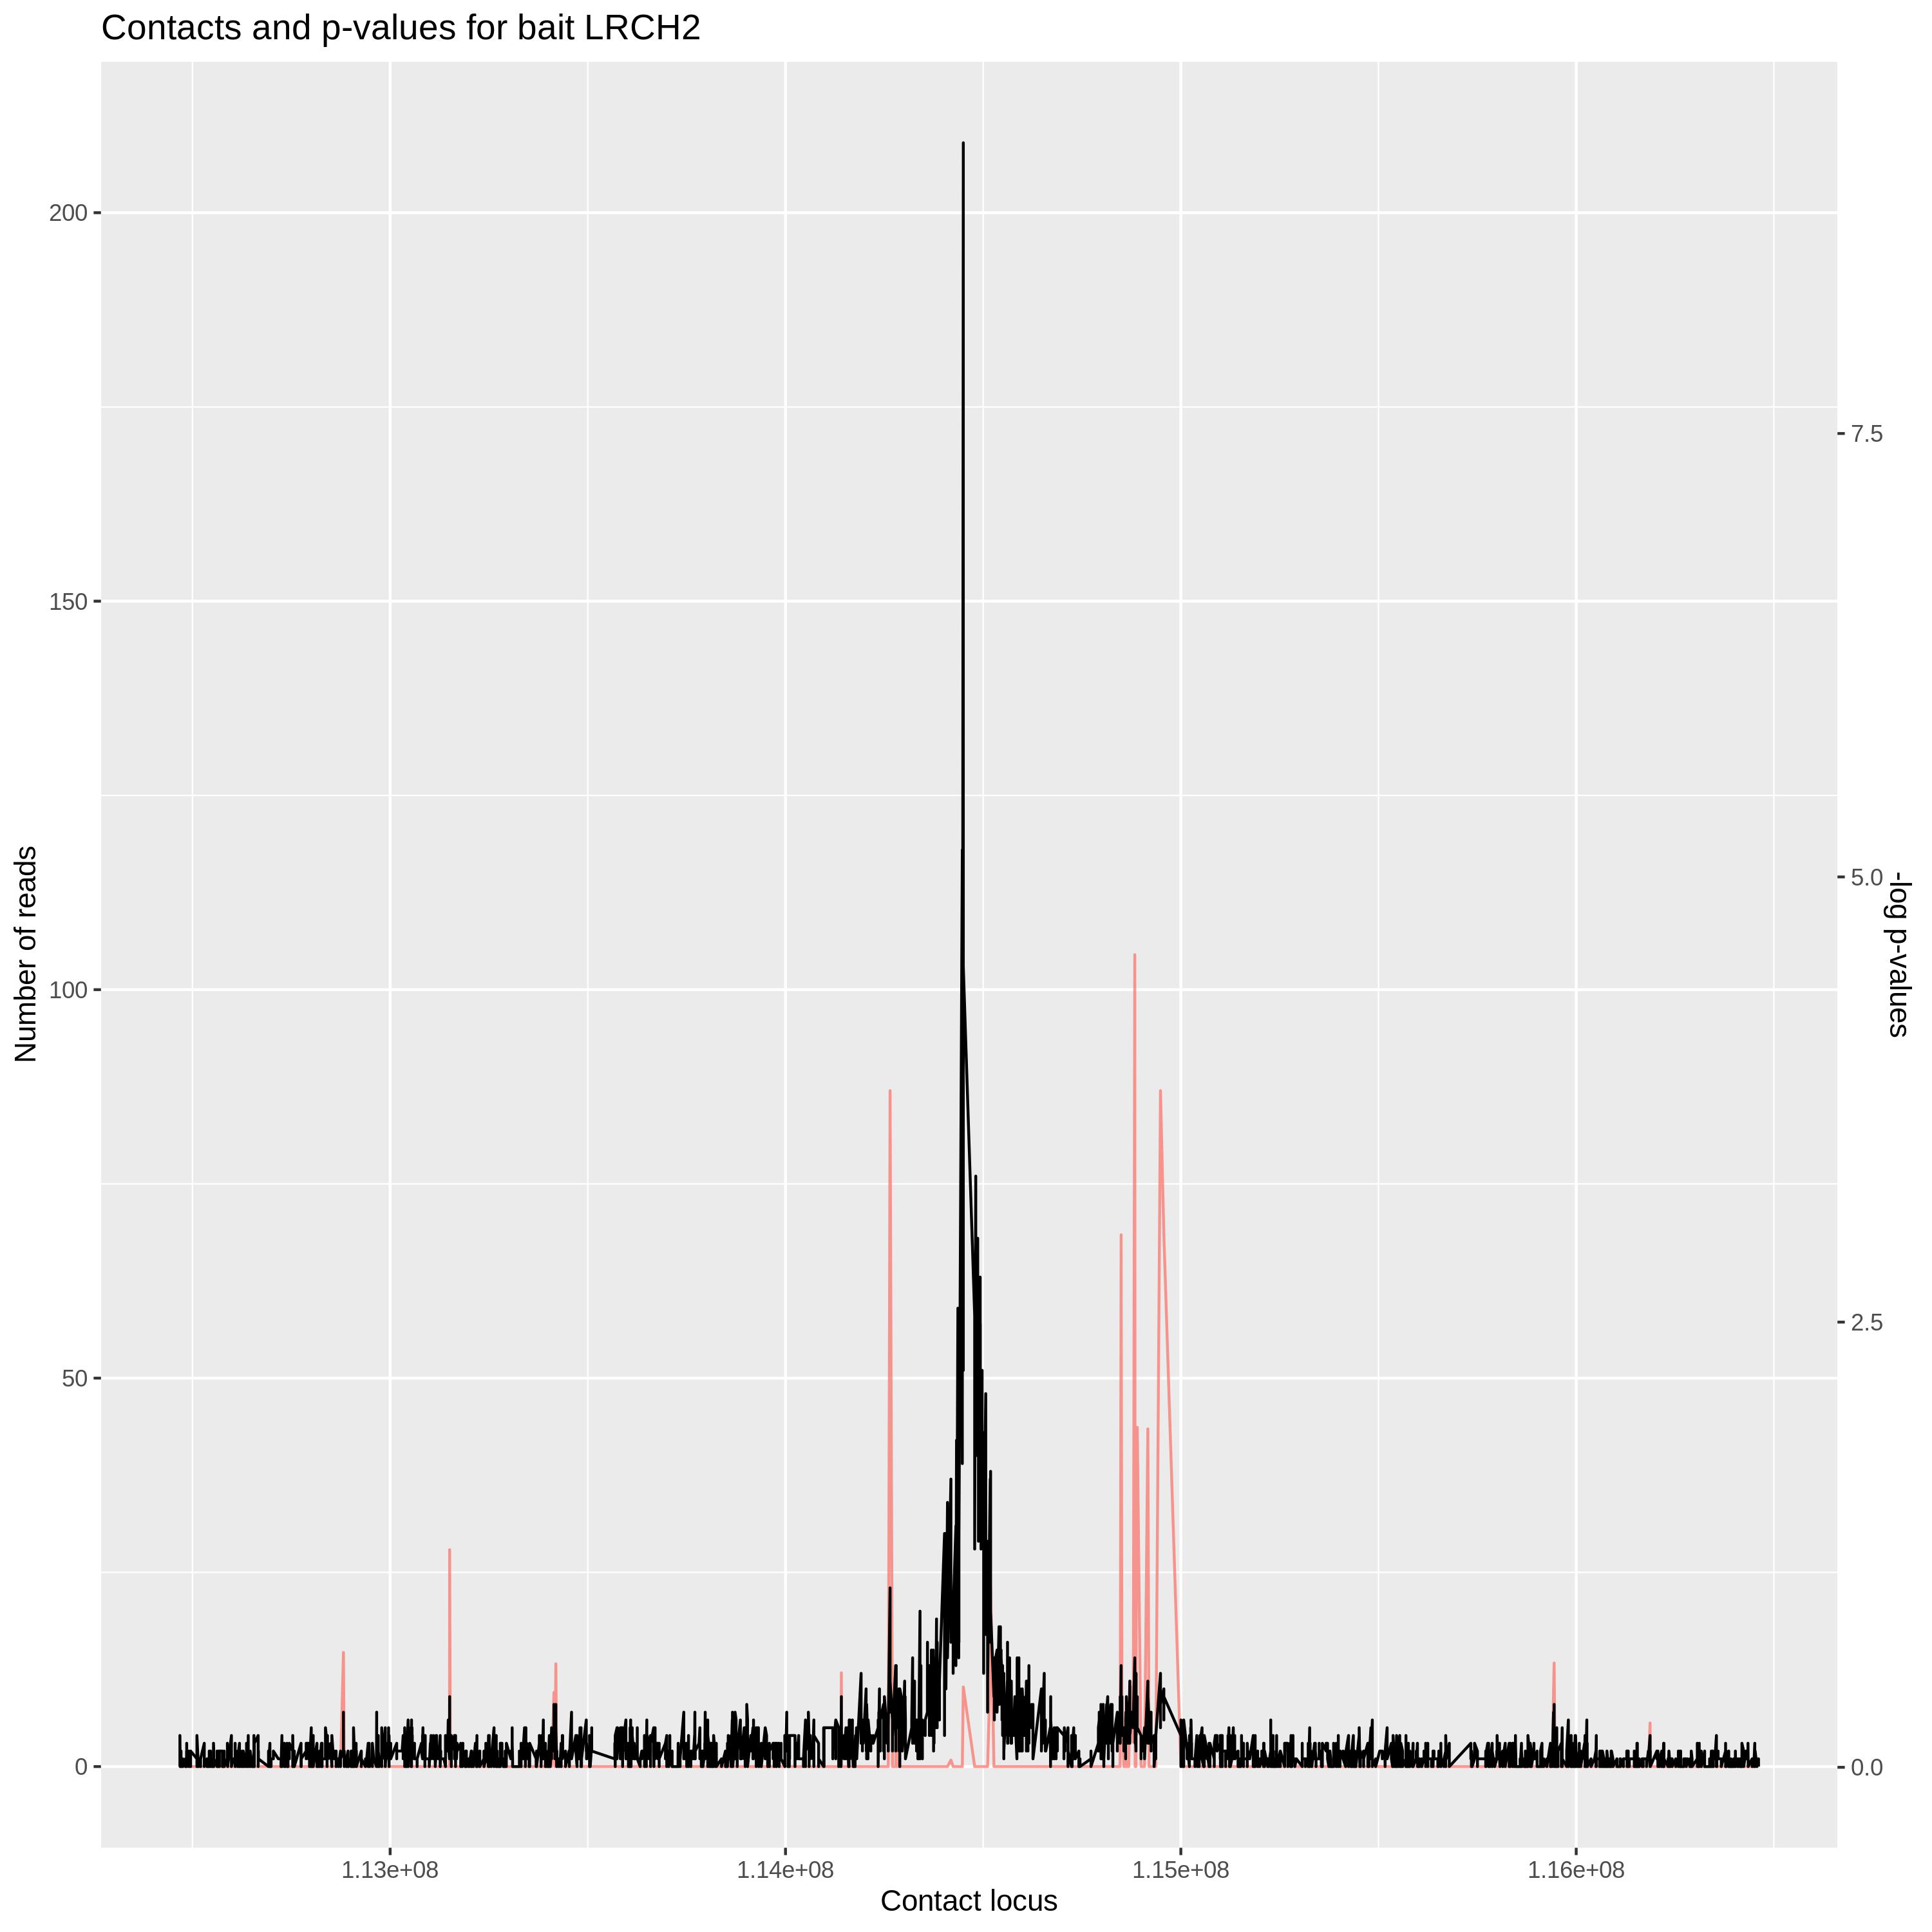 Contacts and p-values for bait LRCH2
200
150
100
50
0
Number of reads
7.5
5.0
2.5
0.0
-log p-values
1.13e+08
1.14e+08
1.15e+08
1.16e+08
Contact locus